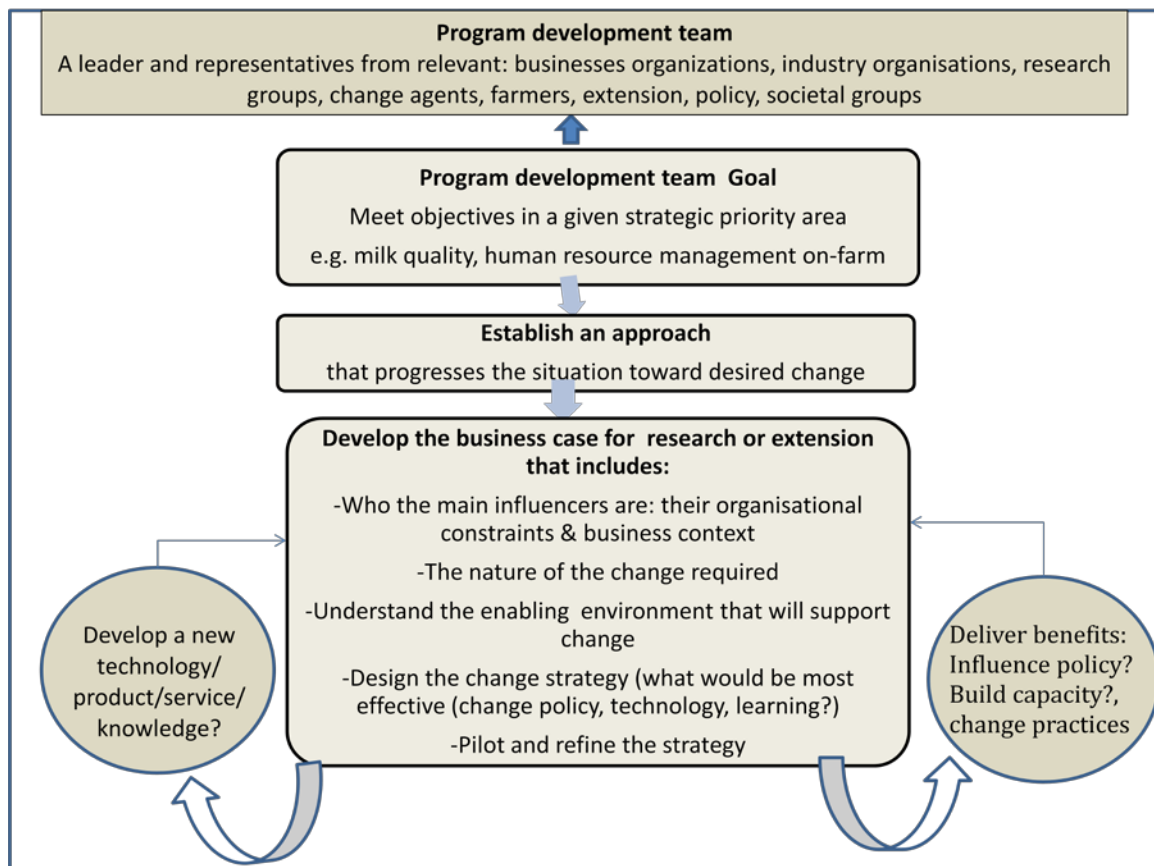 Program development team
A leader and representatives from relevant: businesses organizations, industry organisations, research
groups, change agents, farmers, extension, policy, societal groups
Program development team  Goal
Meet objectives in a given strategic priority area
e.g. milk quality, human resource management on-farm
Establish an approach
that progresses the situation toward desired change
Develop the business case for  research or extension
that includes:
-Who the main influencers are: their organisational
constraints & business context
-The nature of the change required
-Understand the enabling  environment that will support
change
-Design the change strategy (what would be most
effective (change policy, technology, learning?)
-Pilot and refine the strategy
Develop a new
technology/
product/service/
knowledge?
Deliver benefits:
Influence policy?
Build capacity?,
change practices